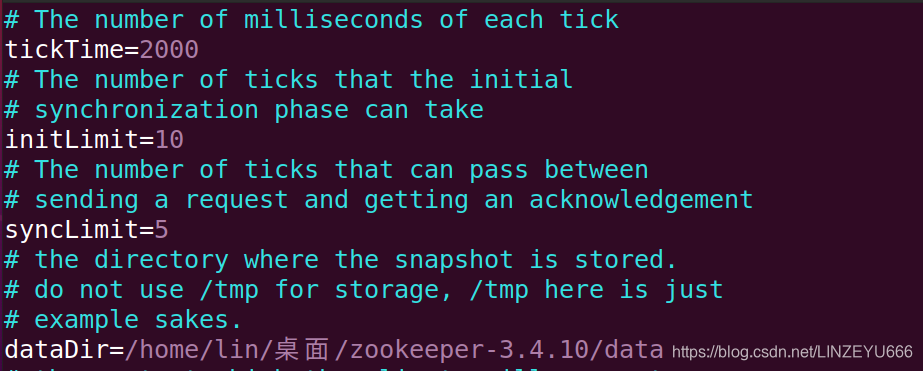 # The number of milliseconds of each tick
tickTime=2000
# The number of ticks that the initial
# synchronization phase can take
initLimit=10
# The number of ticks that can pass between
# sending a request and getting an acknowledgement
syncLimit=5
# the directory where the snapshot is stored.
# do not use /tmp for storage, /tmp here is just
# example sakes.
dataDir=/home/lin/桌面/zookeeper-3.4.10/data
https://blog.csdn.net/LINZEYU666